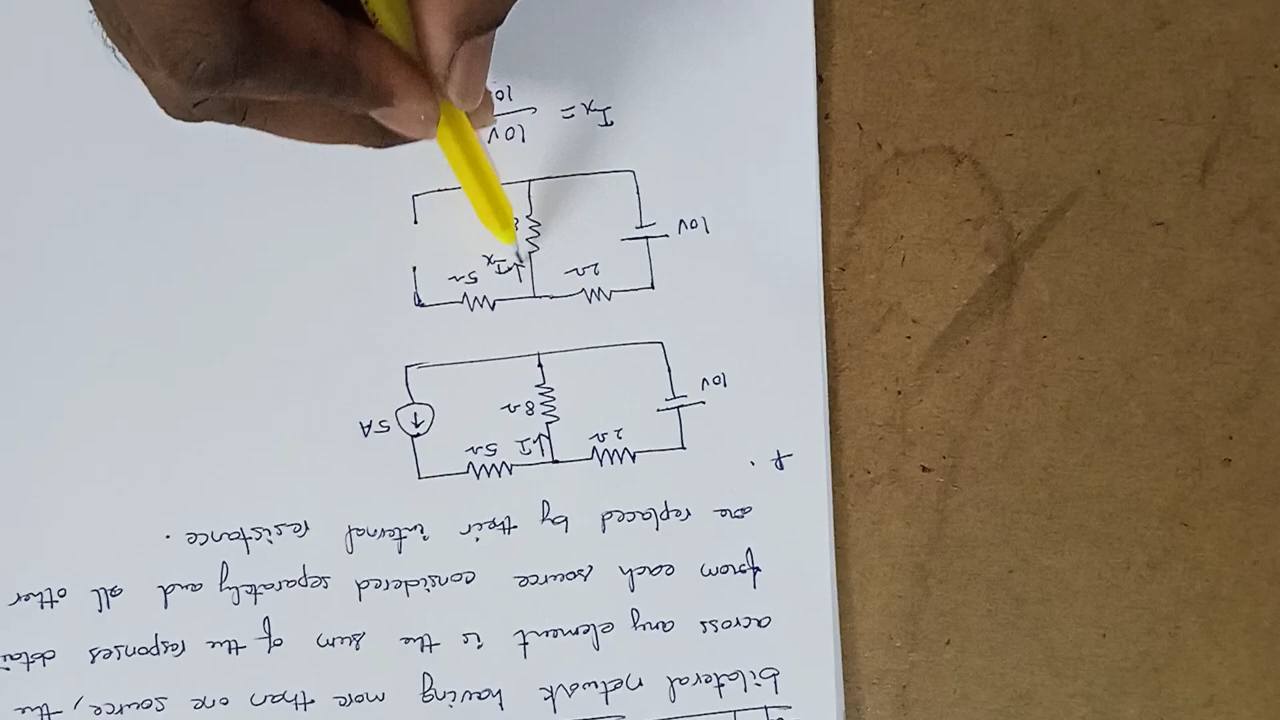 bilateral network having more than one source, the
across any element is the sum of the responses obtai
from each source considered separately and all other
are replaced by their internal resistance.
2Ω I 5Ω
10V 8Ω 5A
2Ω Ix 5Ω
10V
Ix = 10V
10